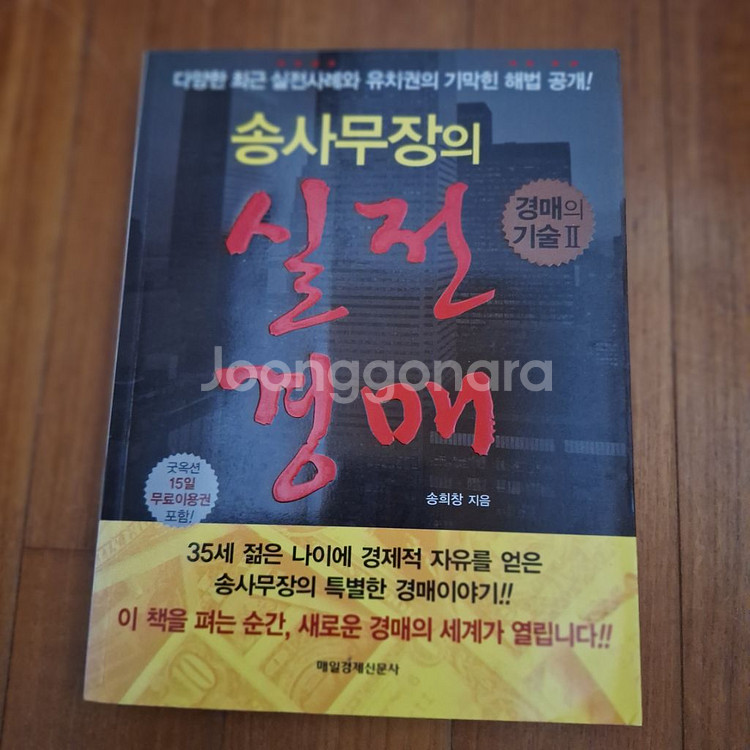 다양한 최근 실전사례와 유치권의 기막힌 해법 공개!
송사무장의
실전
경매
경매의
기술 II
Joonggonara
굿옥션
15일
무료이용권
포함!
송희창 지음
35세 젊은 나이에 경제적 자유를 얻은
송사무장의 특별한 경매이야기!!
이 책을 펴는 순간, 새로운 경매의 세계가 열립니다!!
매일경제신문사